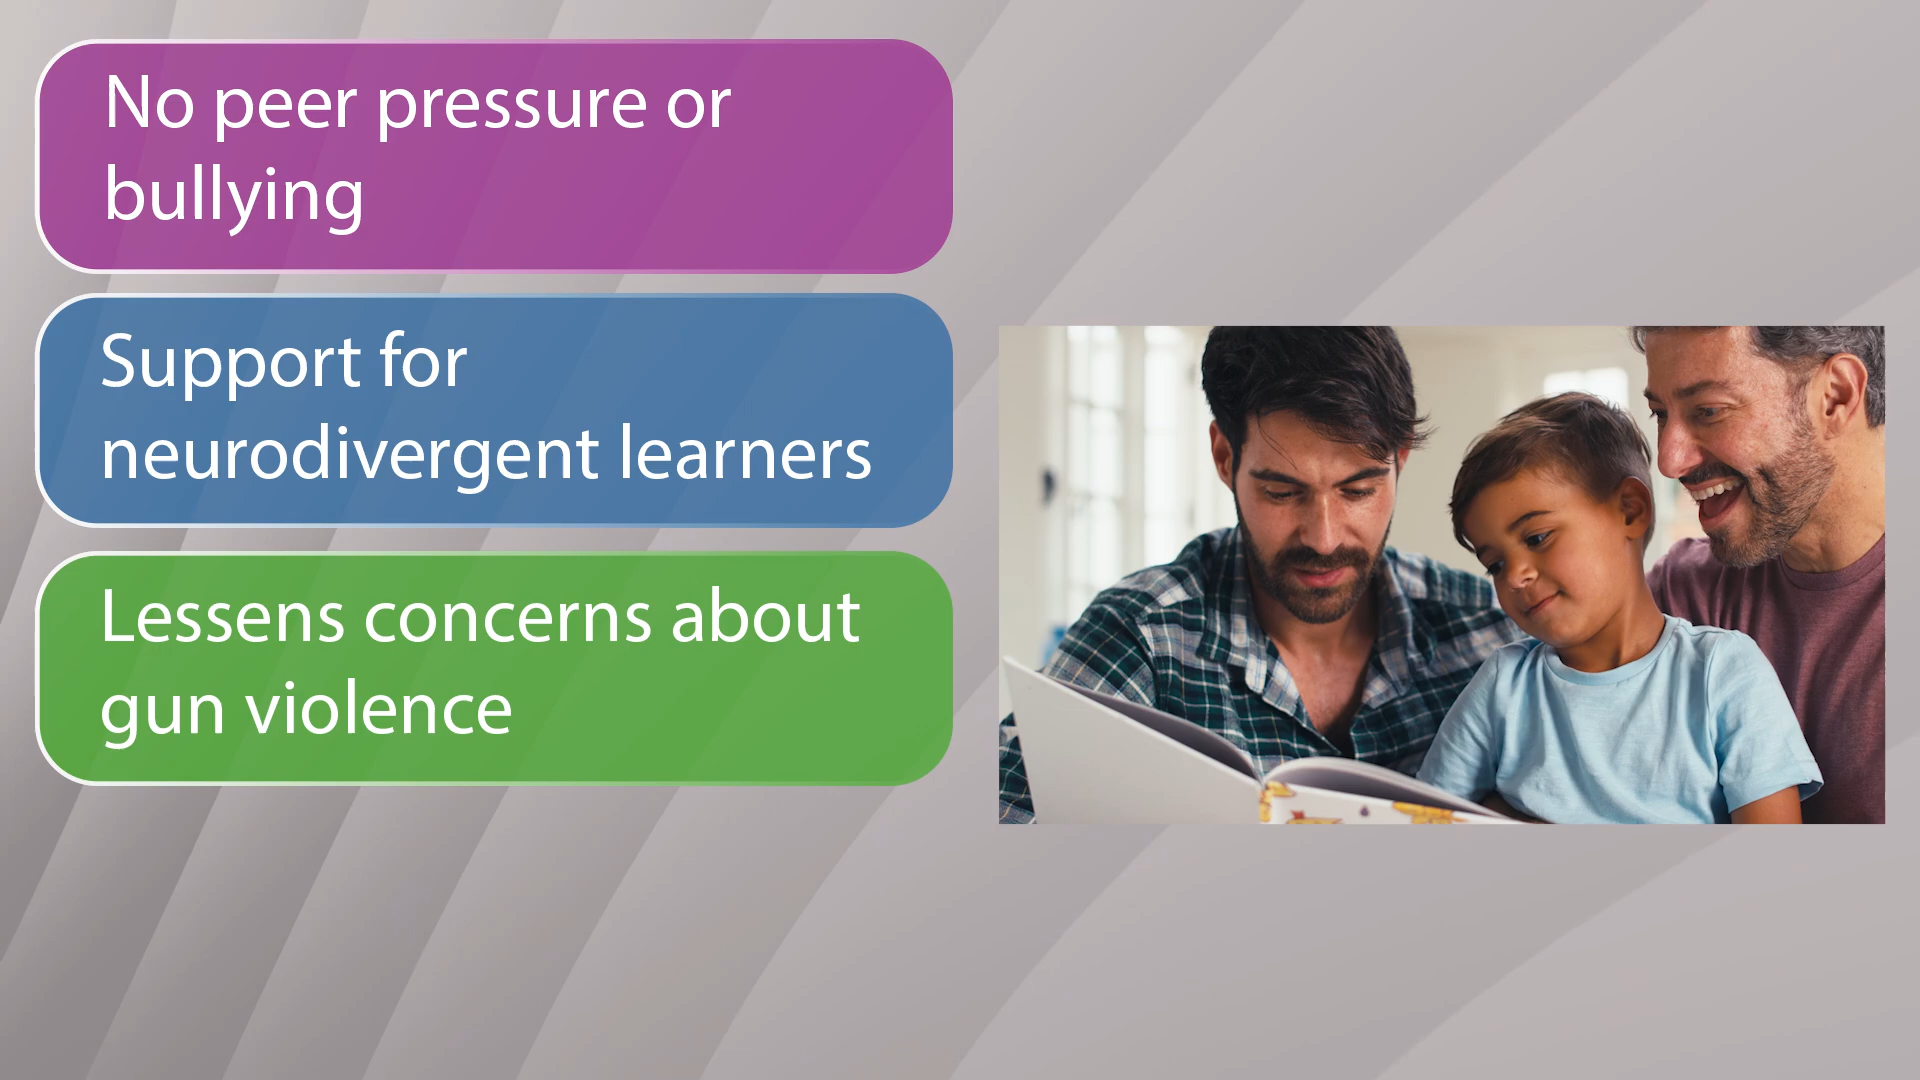 No peer pressure or
bullying
Support for
neurodivergent learners
Lessens concerns about
gun violence